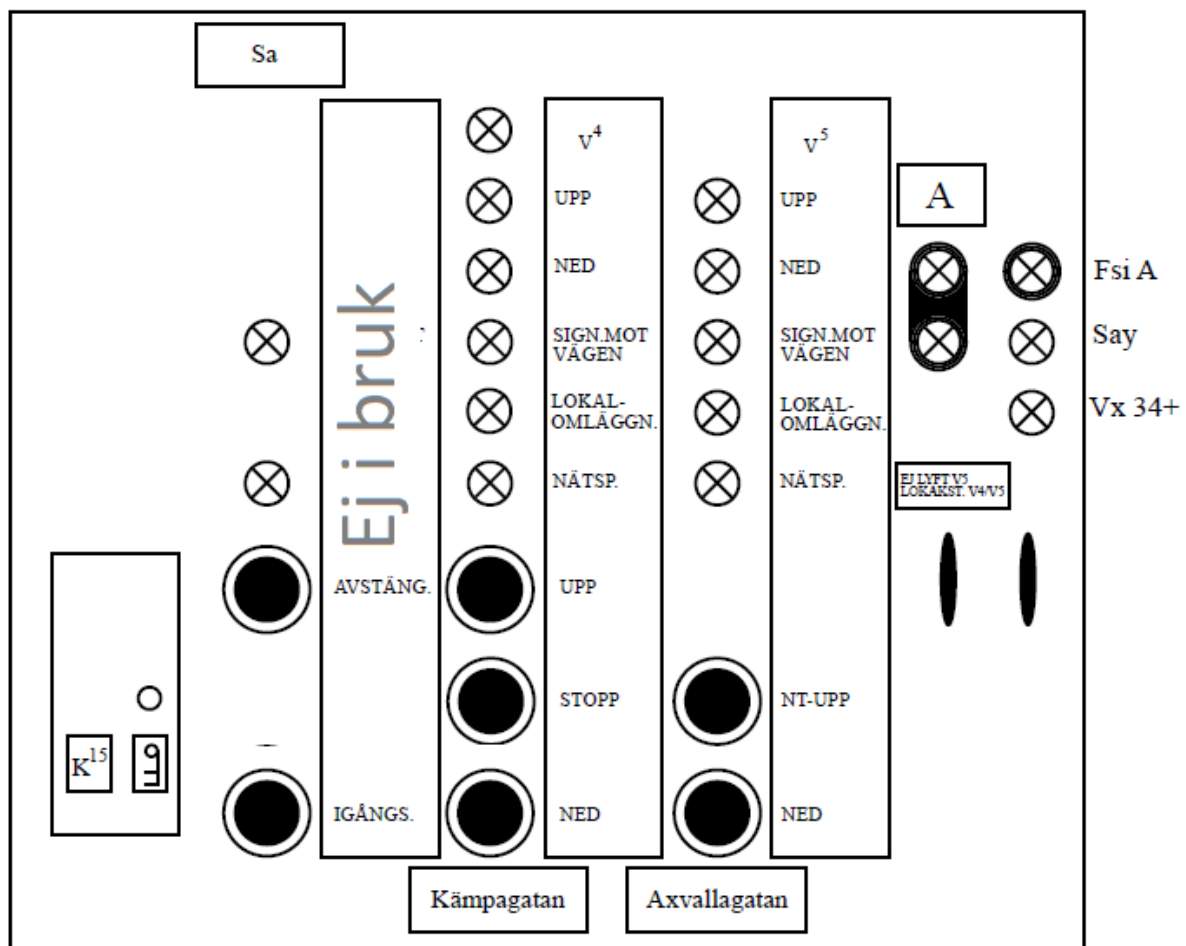 Sa
Ej i bruk
AVSTÄNG.
IGÅNGS.
K15
V4
UPP
NED
SIGN.MOT
VÄGEN
LOKAL-
OMLÄGGN.
NÄTSP.
UPP
STOPP
NED
Kämpagatan
V5
UPP
NED
SIGN.MOT
VÄGEN
LOKAL-
OMLÄGGN.
NÄTSP.
NT-UPP
NED
Axvallagatan
A
Fsi A
Say
Vx 34+
EJ LYFT V5
LOKAKST. V4/V5